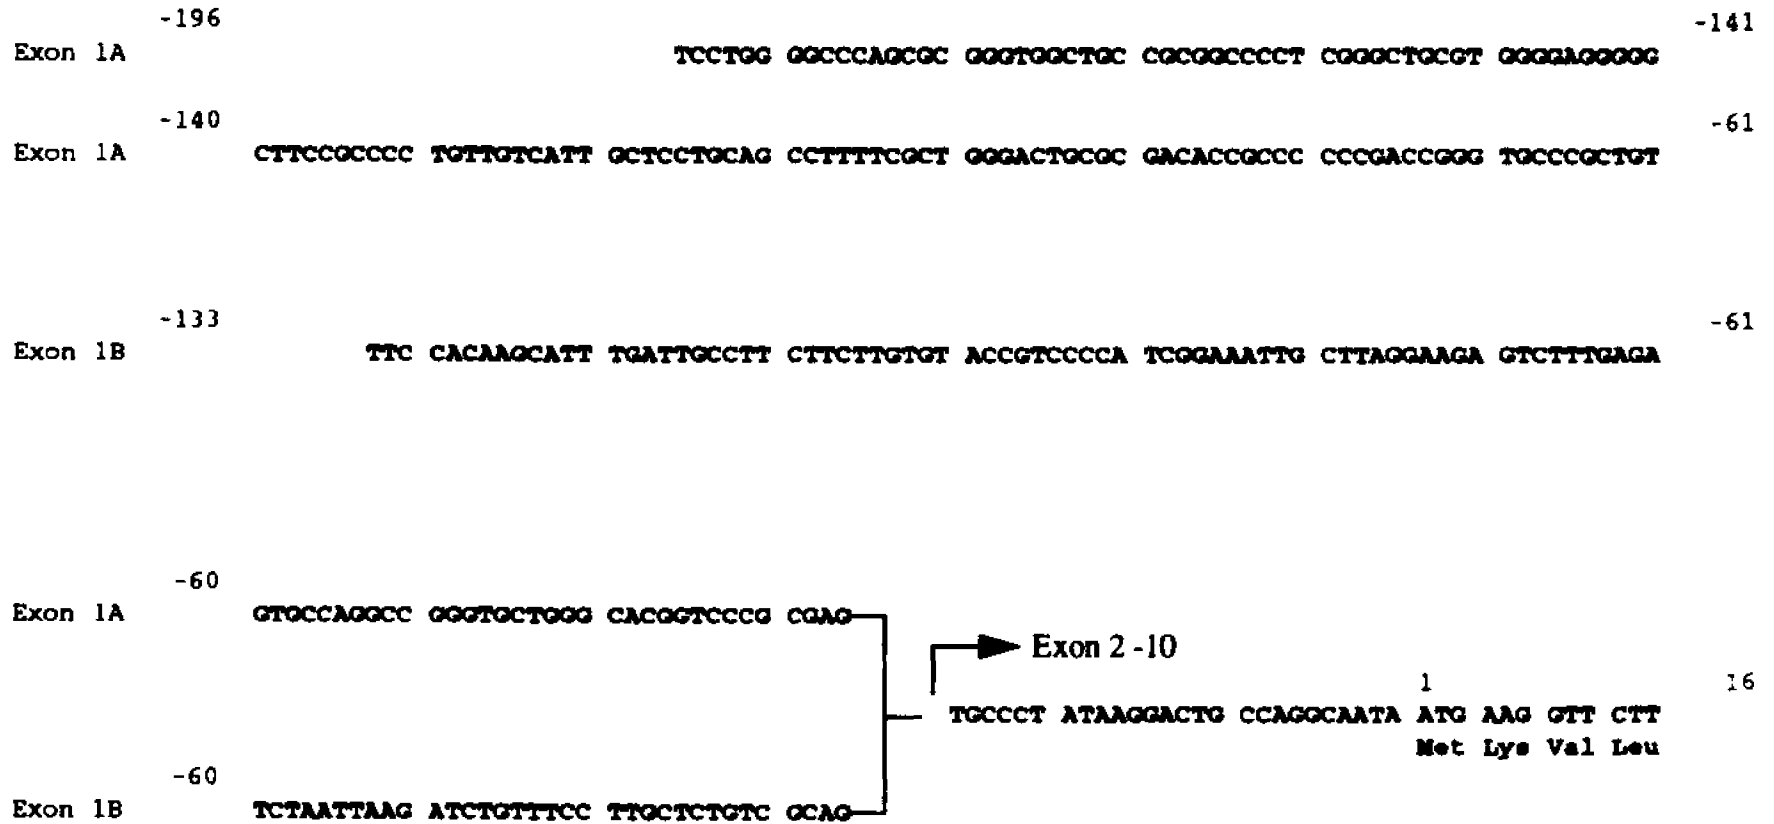 -196 -141
Exon 1A TCCTGG GGCCCAGCGC GGGTGGCTGC CGCGGCCCCT CGGGCTGCGT GGGGAGGGGG
-140 -61
Exon 1A CTTCCGCCCC TGTTGTCATT GCTCCTGCAG CCTTTTCGCT GGGACTGCGC GACACCGCCC CCCGACCGGG TGCCCGCTGT
-133 -61
Exon 1B TTC CACAAGCATT TGATTGCCTT CTTCTTGTGT ACCGTCCCCA TCGGAAATTG CTTAGGAAGA GTCTTTGAGA
-60
Exon 1A GTGCCAGGCC GGGTGCTGGG CACGGTCCCG CGAG
Exon 2 -10
1 16
TGCCCT ATAAGGACTG CCAGGCAATA ATG AAG GTT CTT
Met Lys Val Leu
-60
Exon 1B TCTAATTAAG ATCTGTTTCC TTGCTCTGTC GCAG